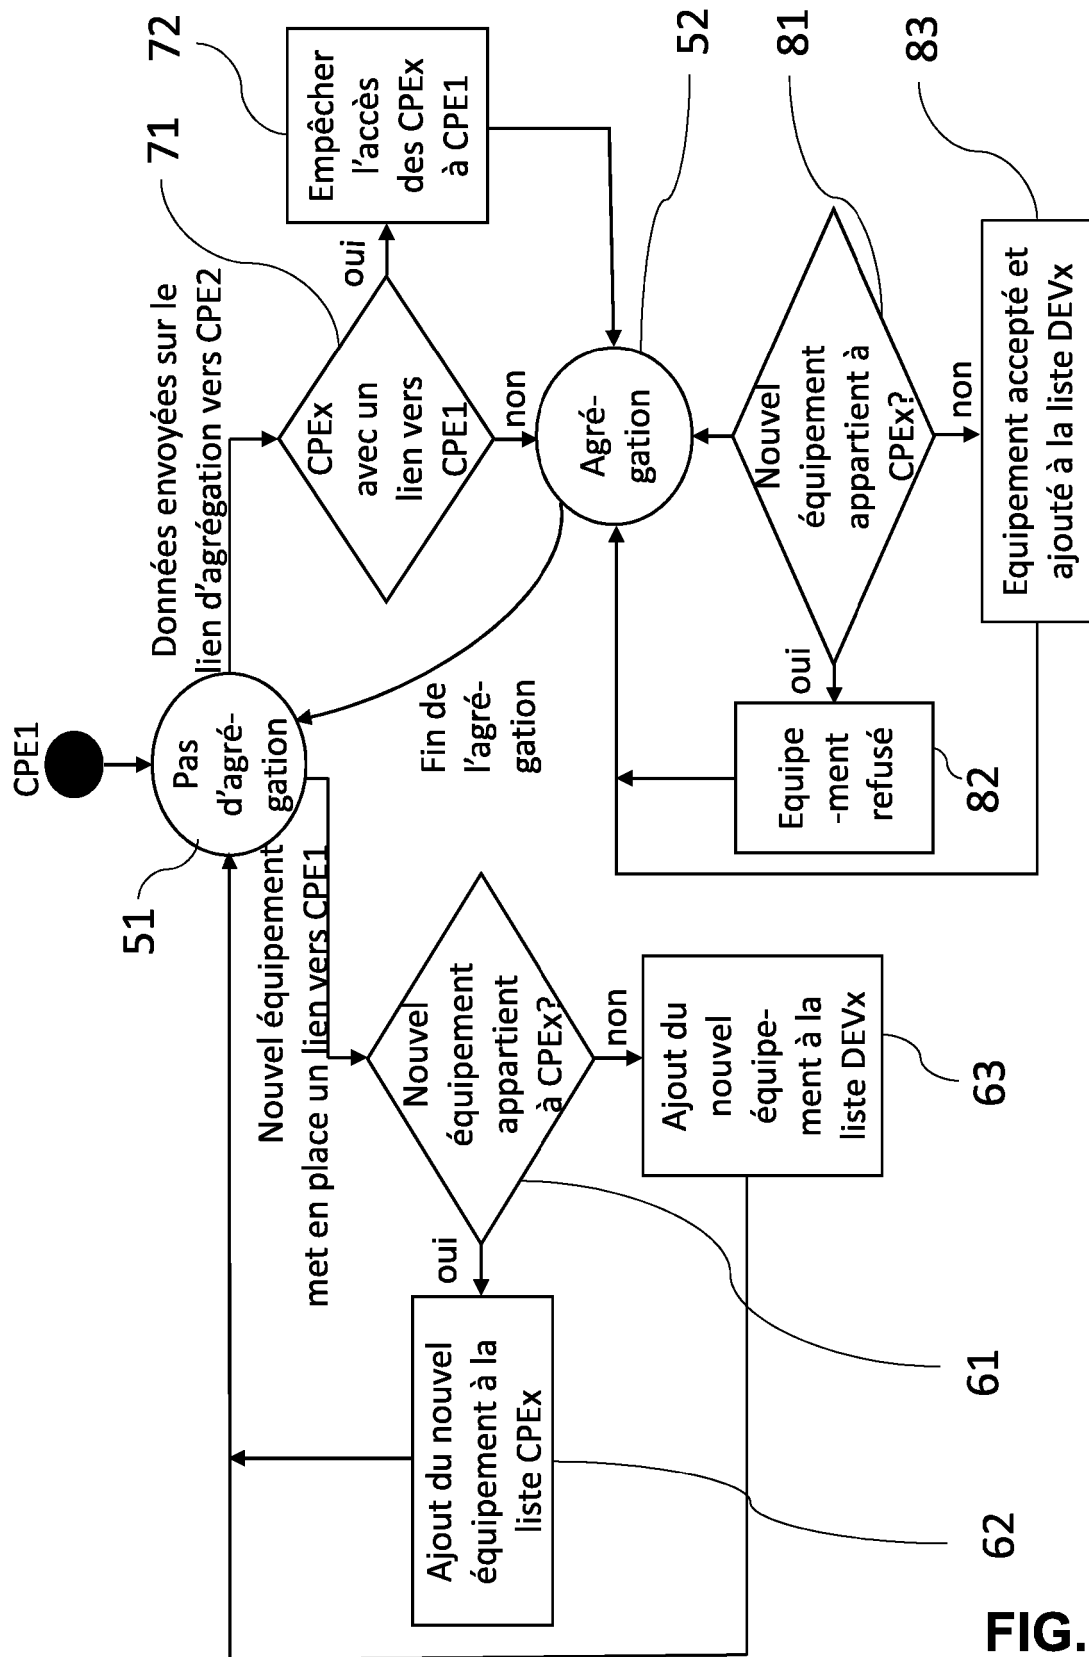 CPE1
51
Pas
d'agré-
gation
Données envoyées sur le
lien d'agrégation vers CPE2
Nouvel équipement
met en place un lien vers CPE1
71
CPEx
avec un
lien vers
CPE1
oui
non
72
Empêcher
l'accès
des CPEx
à CPE1
Fin de
l'agré-
gation
Agré-
gation
52
Nouvel
équipement
appartient
à CPEx?
oui
non
61
Ajout du nouvel
équipement à la
liste CPEx
62
Ajout du
nouvel
équipe-
ment à la
liste DEVx
63
Nouvel
équipement
appartient à
CPEx?
81
oui
non
Equipe
-ment
refusé
82
Equipement accepté et
ajouté à la liste DEVx
83
FIG.